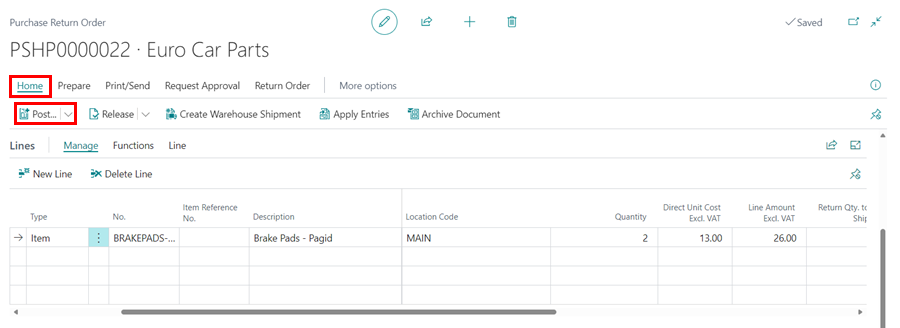 Purchase Return Order
Saved
PSHP0000022 · Euro Car Parts
Home Prepare Print/Send Request Approval Return Order More options
Post... Release Create Warehouse Shipment Apply Entries Archive Document
Lines Manage Functions Line
New Line Delete Line
Type No. Item Reference No. Description Location Code Quantity Direct Unit Cost Excl. VAT Line Amount Excl. VAT Return Qty. to Ship
Item BRAKEPADS-... Brake Pads - Pagid MAIN 2 13.00 26.00